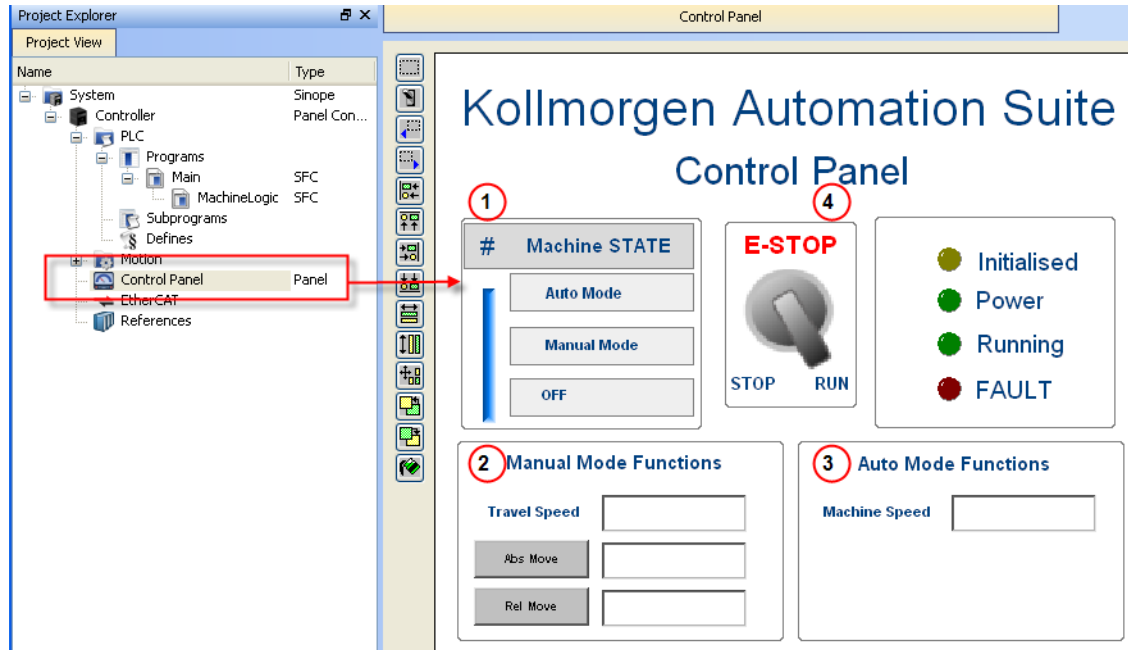 Project Explorer
Project View
Name Type
System Sinope
Controller Panel Con...
PLC
Programs
Main SFC
MachineLogic SFC
Subprograms
Defines
Motion
Control Panel Panel
EtherCAT
References
Control Panel
Kollmorgen Automation Suite
Control Panel
1
# Machine STATE
Auto Mode
Manual Mode
OFF
4
E-STOP
STOP RUN
Initialised
Power
Running
FAULT
2 Manual Mode Functions
Travel Speed
Abs Move
Rel Move
3 Auto Mode Functions
Machine Speed